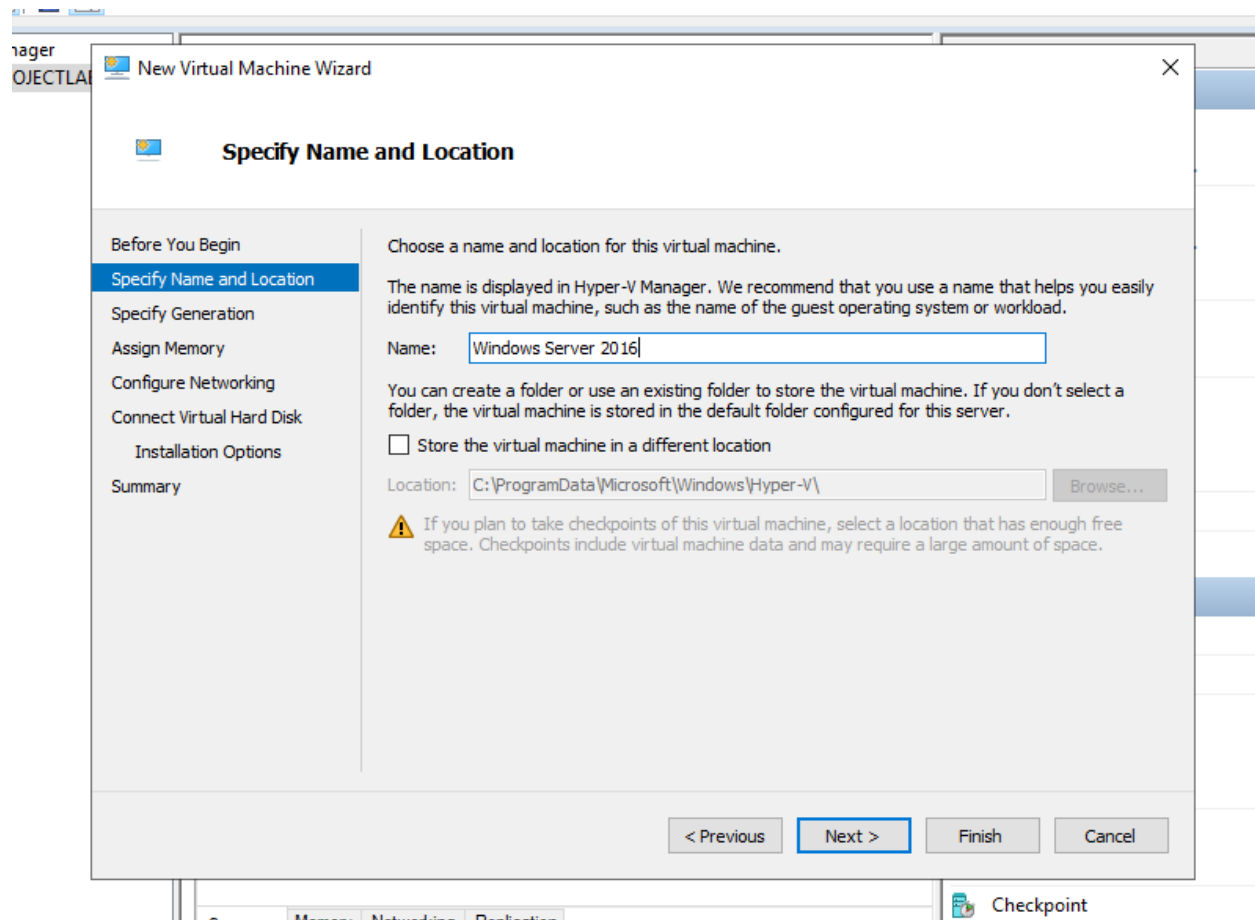 nager
OJECTLAB
New Virtual Machine Wizard
Specify Name and Location
Before You Begin
Specify Name and Location
Specify Generation
Assign Memory
Configure Networking
Connect Virtual Hard Disk
Installation Options
Summary
Choose a name and location for this virtual machine.
The name is displayed in Hyper-V Manager. We recommend that you use a name that helps you easily
identify this virtual machine, such as the name of the guest operating system or workload.
Name: Windows Server 2016
You can create a folder or use an existing folder to store the virtual machine. If you don't select a
folder, the virtual machine is stored in the default folder configured for this server.
Store the virtual machine in a different location
Location: C:\ProgramData\Microsoft\Windows\Hyper-V\ Browse...
If you plan to take checkpoints of this virtual machine, select a location that has enough free
space. Checkpoints include virtual machine data and may require a large amount of space.
< Previous Next > Finish Cancel
Checkpoint
Memory Networking Replication